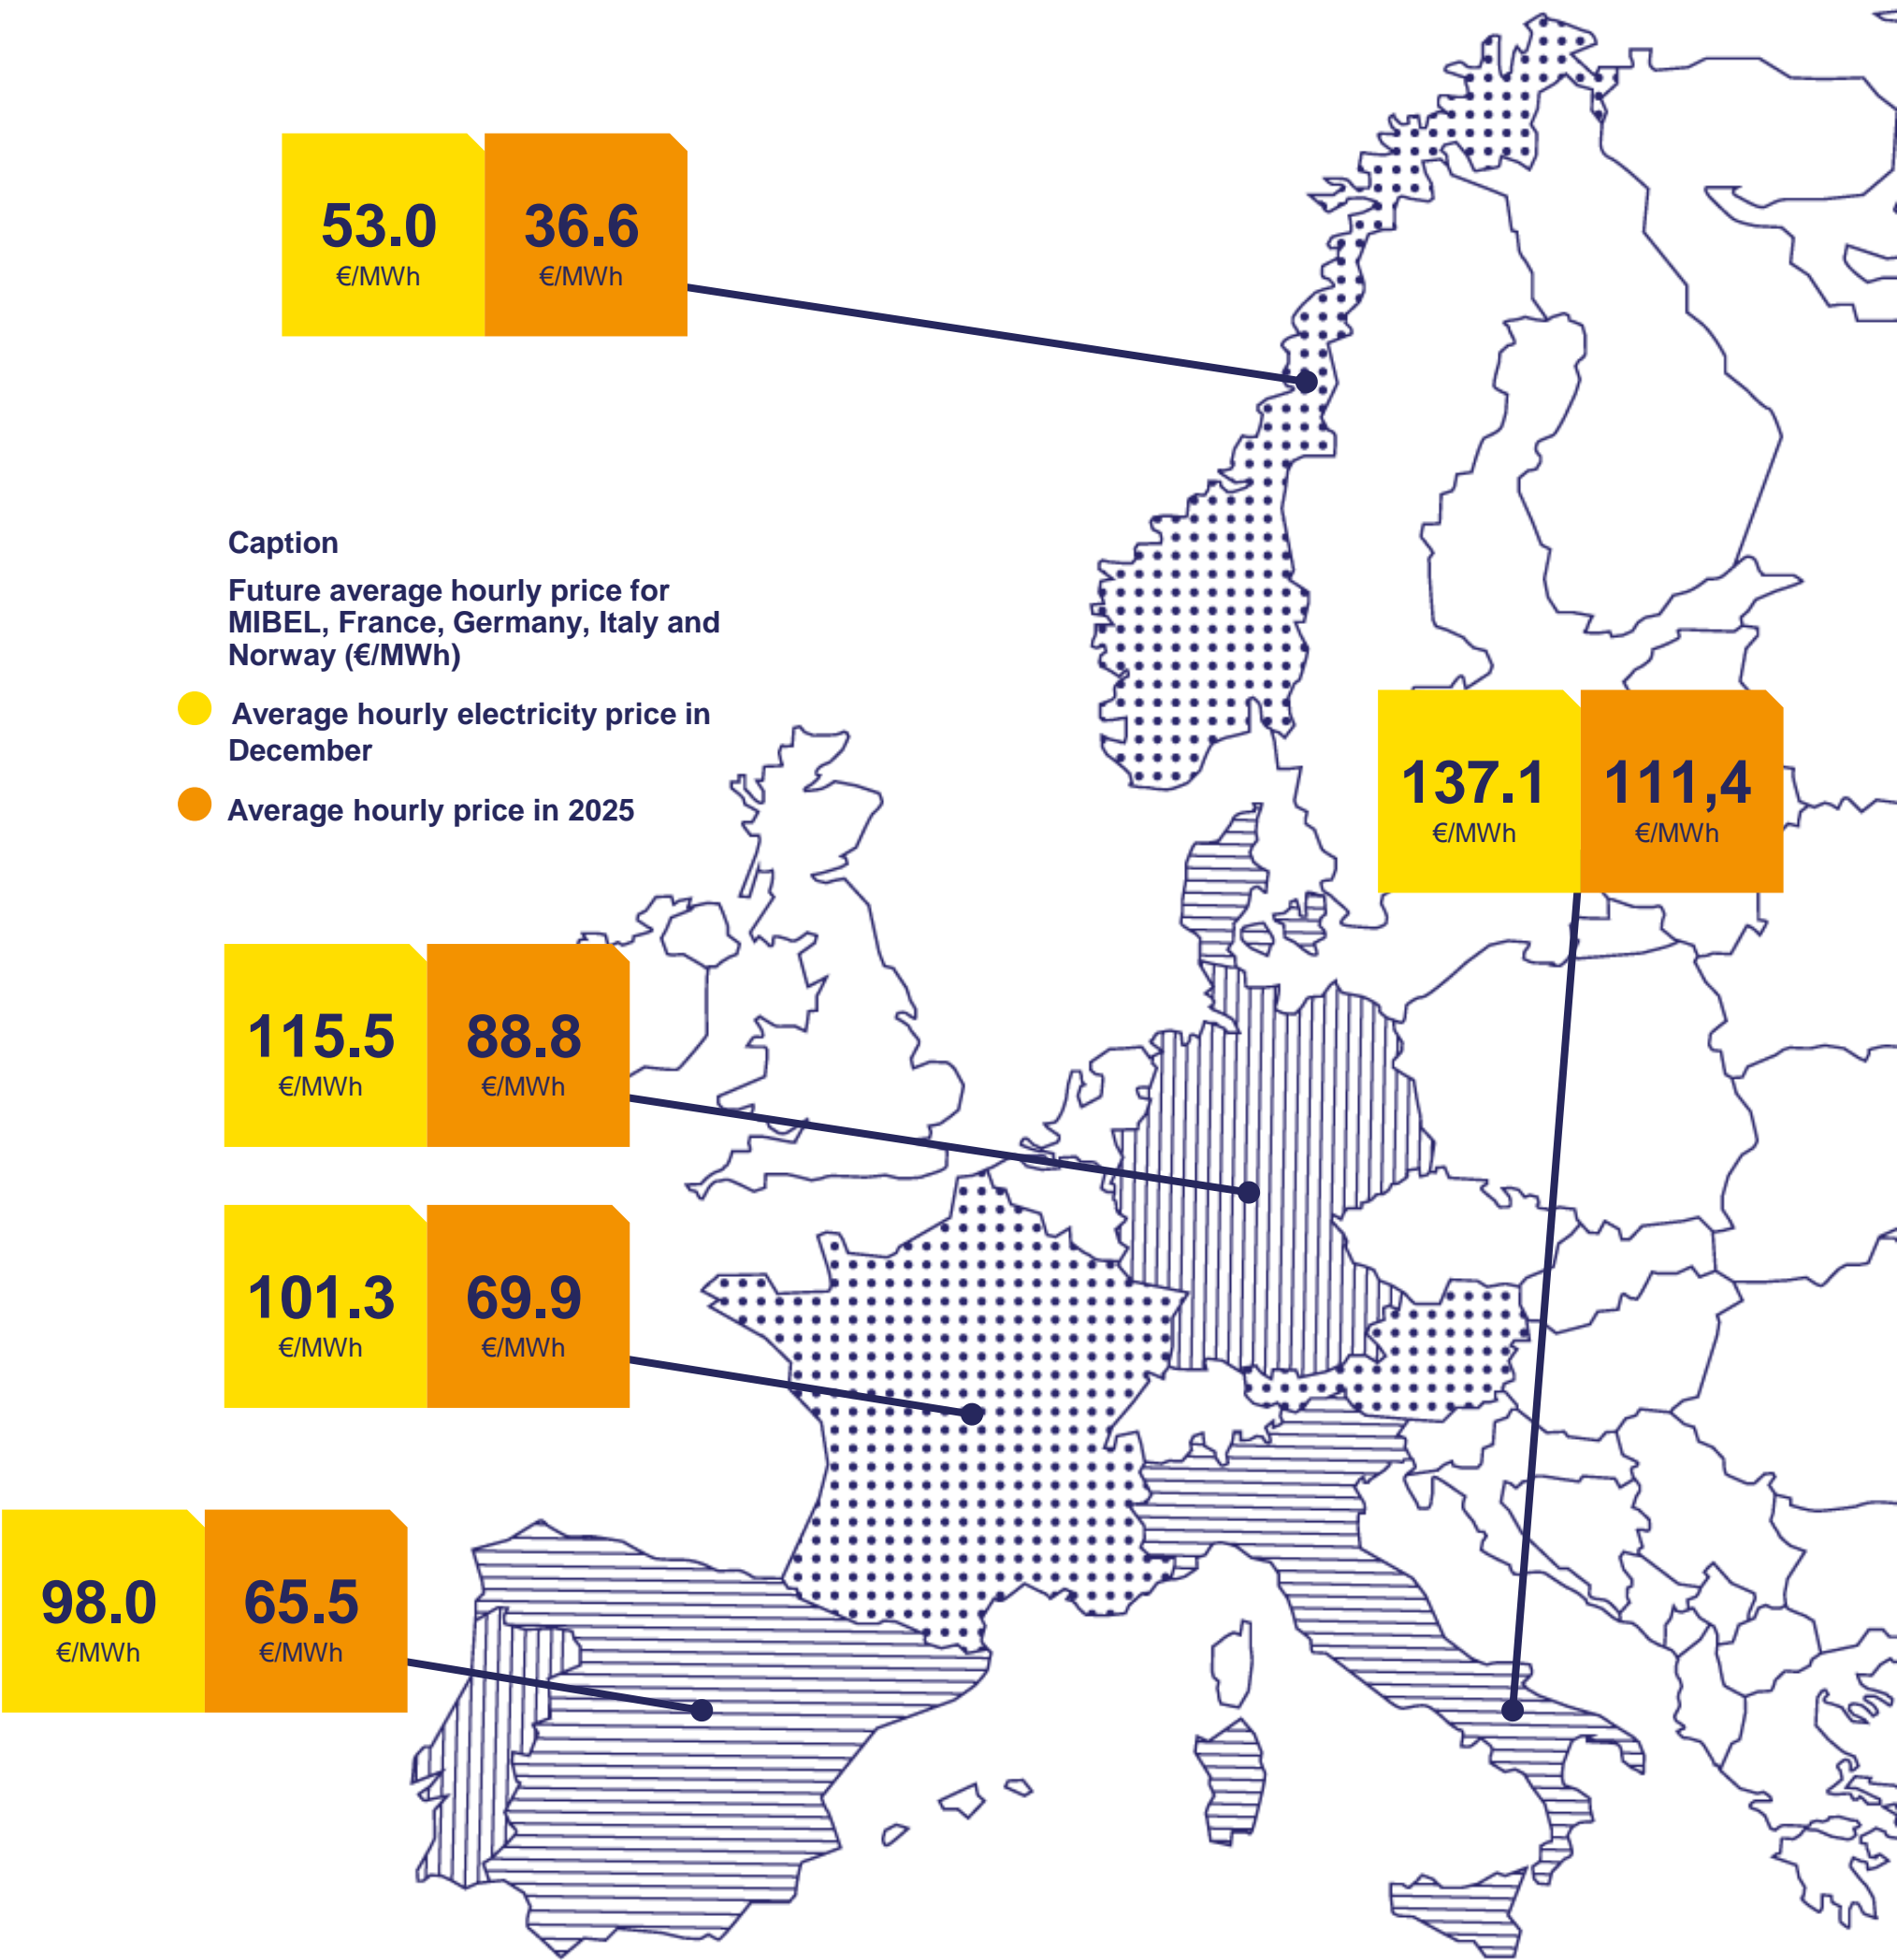 53.0 36.6
€/MWh €/MWh
Caption
Future average hourly price for
MIBEL, France, Germany, Italy and
Norway (€/MWh)
Average hourly electricity price in
December
Average hourly price in 2025
137.1 111,4
€/MWh €/MWh
115.5 88.8
€/MWh €/MWh
101.3 69.9
€/MWh €/MWh
98.0 65.5
€/MWh €/MWh